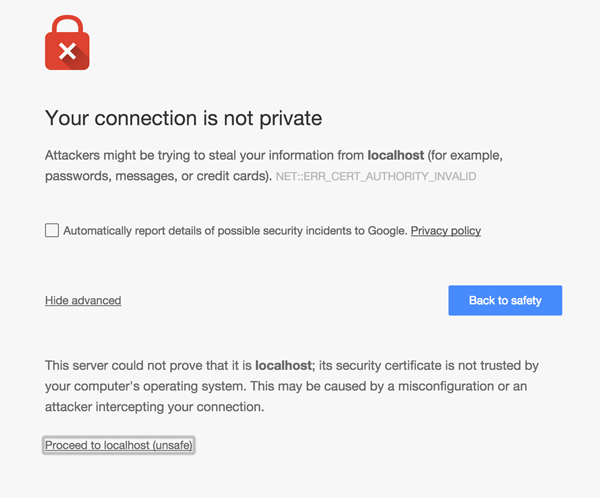 Your connection is not private
Attackers might be trying to steal your information from localhost (for example,
passwords, messages, or credit cards). NET::ERR_CERT_AUTHORITY_INVALID
Automatically report details of possible security incidents to Google. Privacy policy
Hide advanced
Back to safety
This server could not prove that it is localhost; its security certificate is not trusted by
your computer's operating system. This may be caused by a misconfiguration or an
attacker intercepting your connection.
Proceed to localhost (unsafe)